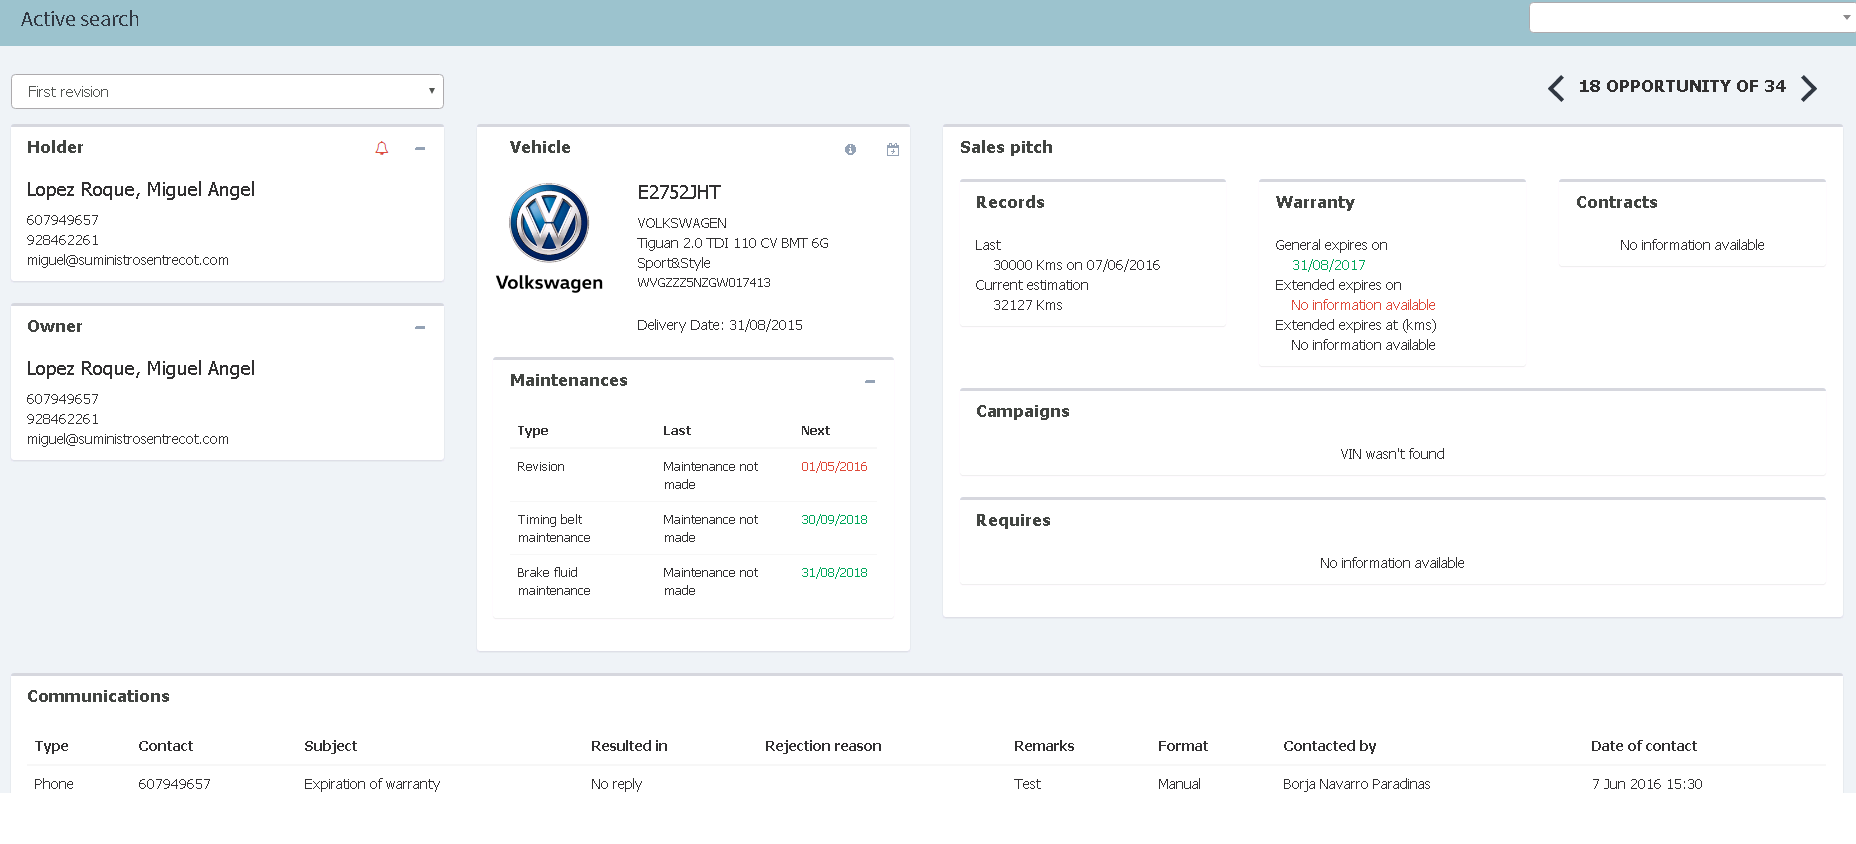 Active search
First revision
18 OPPORTUNITY OF 34
Holder
Lopez Roque, Miguel Angel
607949657
928462261
miguel@suministrosentrecot.com
Owner
Lopez Roque, Miguel Angel
607949657
928462261
miguel@suministrosentrecot.com
Vehicle
Volkswagen
E2752JHT
VOLKSWAGEN
Tiguan 2.0 TDI 110 CV BMT 6G
Sport&Style
WVGZZZ5NZGW017413
Delivery Date: 31/08/2015
Maintenances
Type Last Next
Revision Maintenance not 01/05/2016
made
Timing belt Maintenance not 30/09/2018
maintenance made
Brake fluid Maintenance not 31/08/2018
maintenance made
Sales pitch
Records
Last
30000 Kms on 07/06/2016
Current estimation
32127 Kms
Warranty
General expires on
31/08/2017
Extended expires on
No information available
Extended expires at (kms)
No information available
Contracts
No information available
Campaigns
VIN wasn't found
Requires
No information available
Communications
Type Contact Subject Resulted in Rejection reason Remarks Format Contacted by Date of contact
Phone 607949657 Expiration of warranty No reply Test Manual Borja Navarro Paradinas 7 Jun 2016 15:30